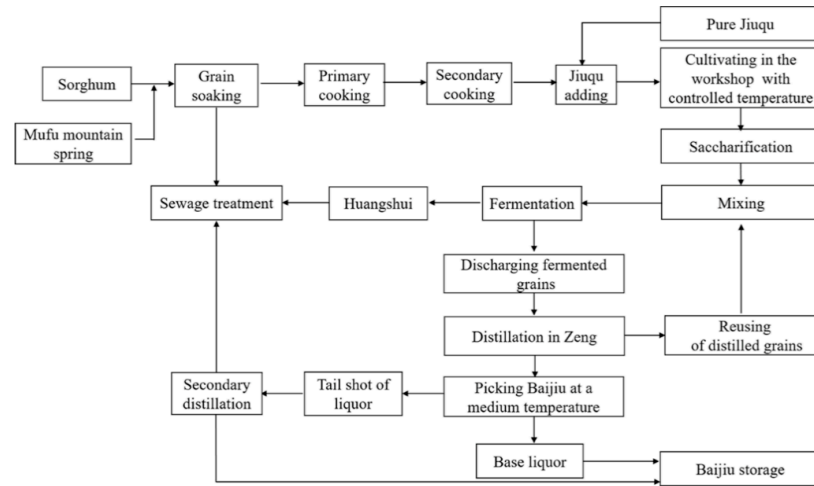 Pure Jiuqu
Sorghum
Grain
soaking
Primary
cooking
Secondary
cooking
Jiuqu
adding
Cultivating in the
workshop with
controlled temperature
Mufu mountain
spring
Saccharification
Sewage treatment
Huangshui
Fermentation
Mixing
Discharging fermented
grains
Distillation in Zeng
Reusing
of distilled grains
Secondary
distillation
Tail shot of
liquor
Picking Baijiu at a
medium temperature
Base liquor
Baijiu storage